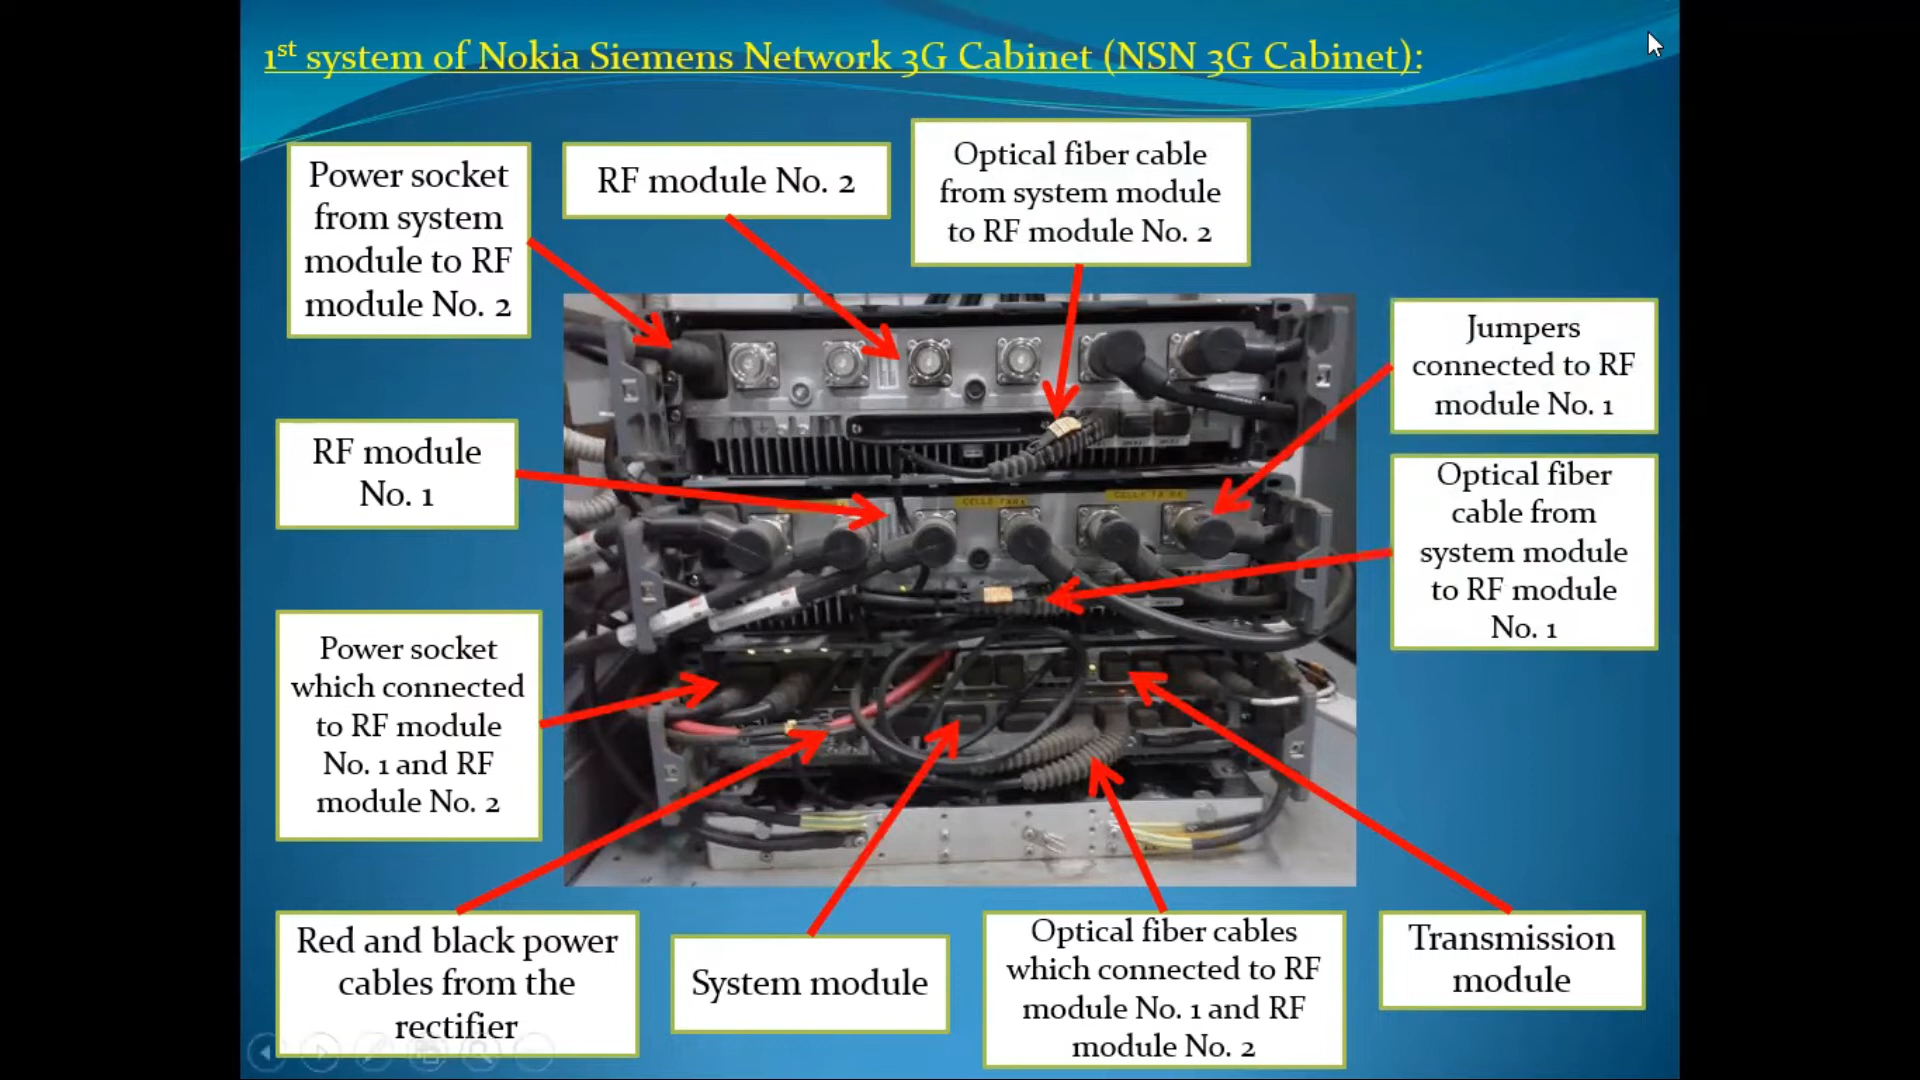 1st system of Nokia Siemens Network 3G Cabinet (NSN 3G Cabinet):
Power socket
from system
module to RF
module No. 2
RF module No. 2
Optical fiber cable
from system module
to RF module No. 2
Jumpers
connected to RF
module No. 1
RF module
No. 1
Optical fiber
cable from
system module
to RF module
No. 1
Power socket
which connected
to RF module
No. 1 and RF
module No. 2
Red and black power
cables from the
rectifier
System module
Optical fiber cables
which connected to RF
module No. 1 and RF
module No. 2
Transmission
module